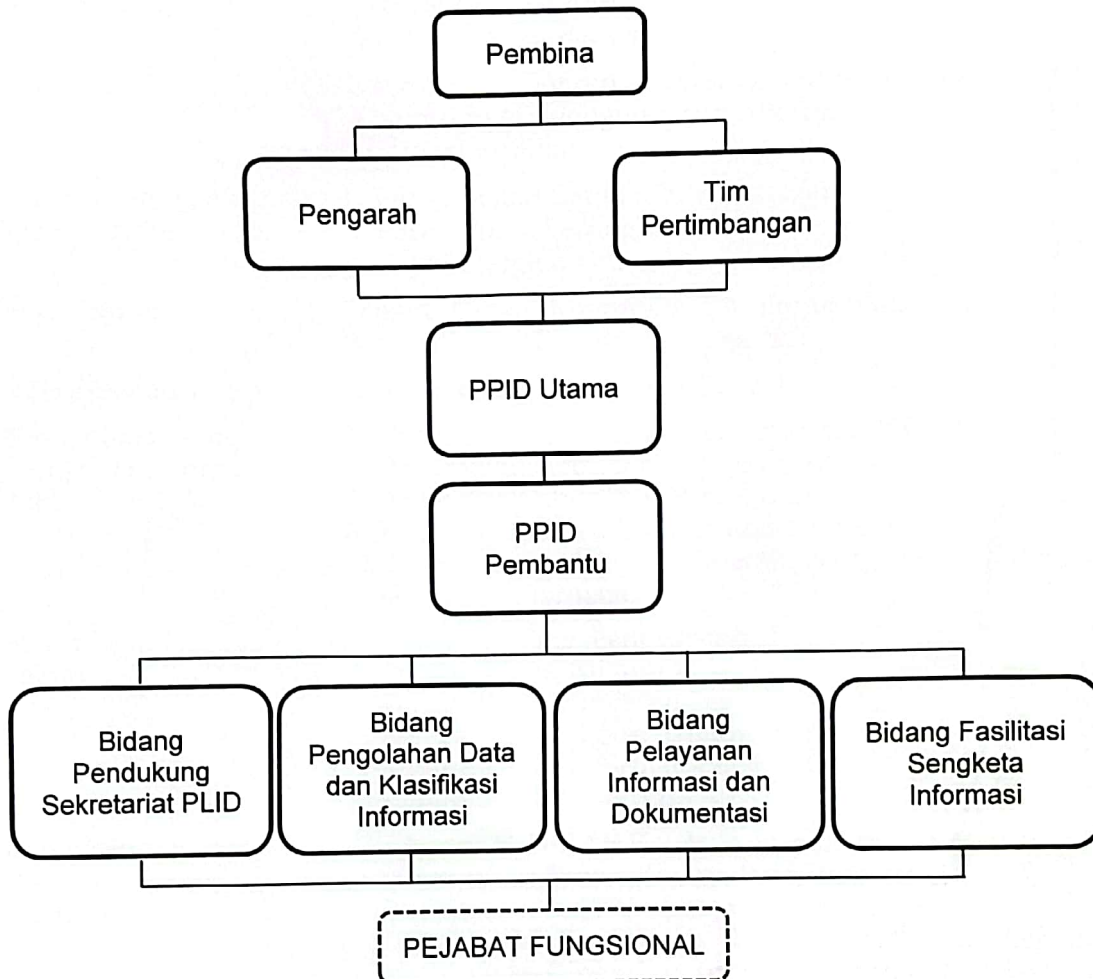 Pembina
Pengarah
Tim
Pertimbangan
PPID Utama
PPID
Pembantu
Bidang
Pendukung
Sekretariat PLID
Bidang
Pengolahan Data
dan Klasifikasi
Informasi
Bidang
Pelayanan
Informasi dan
Dokumentasi
Bidang Fasilitasi
Sengketa
Informasi
PEJABAT FUNGSIONAL